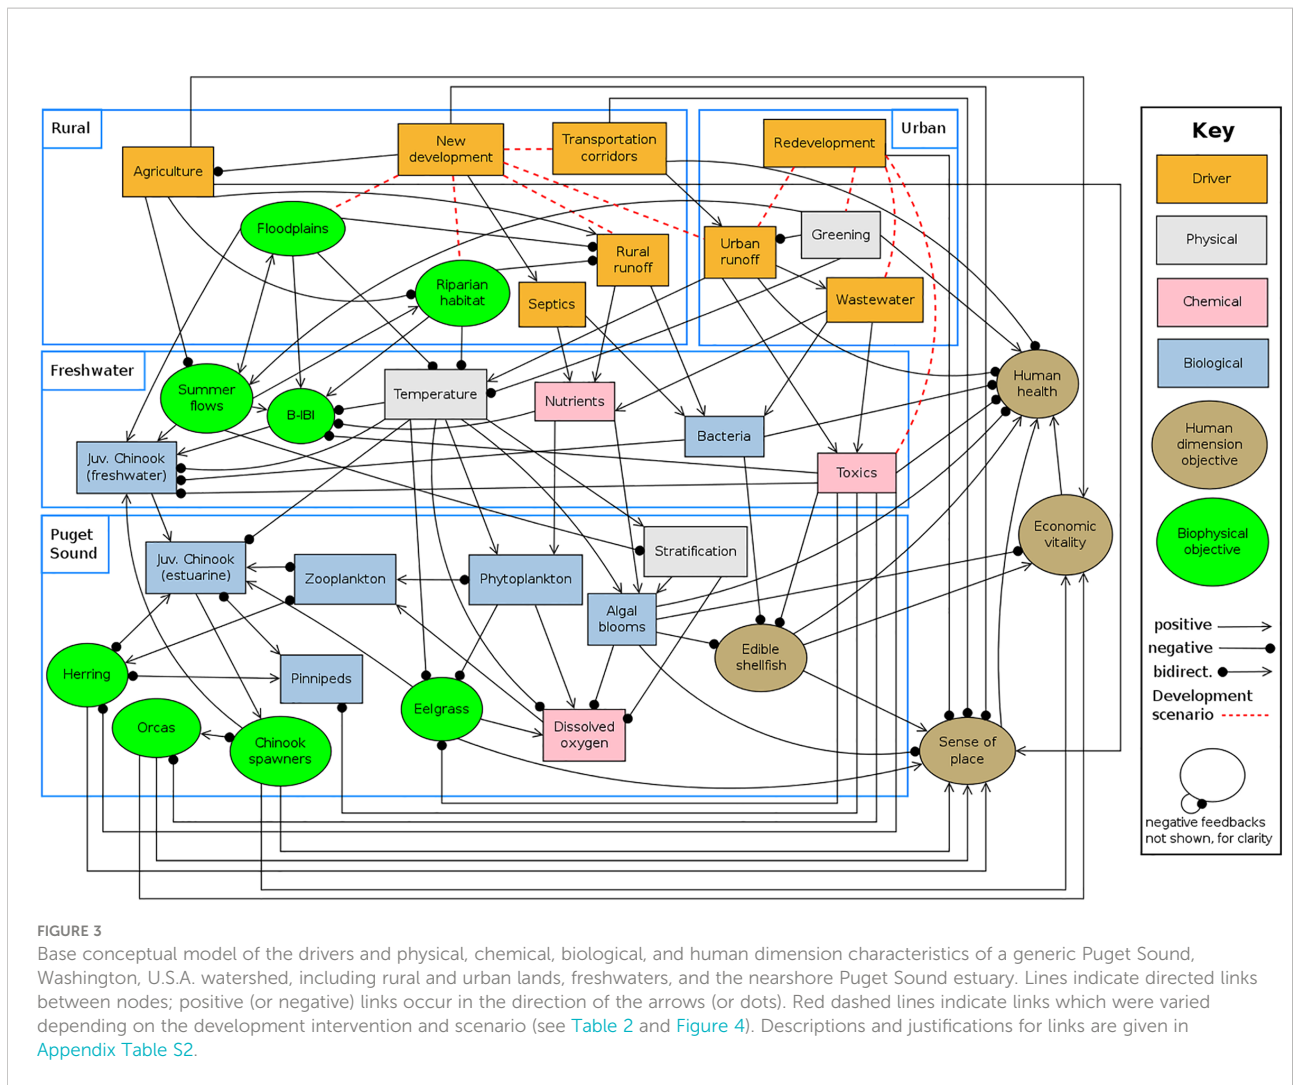 Rural
Urban
Agriculture
New
development
Transportation
corridors
Redevelopment
Floodplains
Greening
Urban
runoff
Rural
runoff
Riparian
habitat
Septics
Wastewater
Freshwater
Summer
flows
B-IBI
Temperature
Nutrients
Bacteria
Toxics
Human
health
Juv. Chinook
(freshwater)
Puget
Sound
Juv. Chinook
(estuarine)
Zooplankton
Phytoplankton
Stratification
Economic
vitality
Algal
blooms
Edible
shellfish
Herring
Pinnipeds
Orcas
Chinook
spawners
Eelgrass
Dissolved
oxygen
Sense of
place
Key
Driver
Physical
Chemical
Biological
Human
dimension
objective
Biophysical
objective
positive
negative
bidirect.
Development
scenario
negative feedbacks
not shown, for clarity
FIGURE 3
Base conceptual model of the drivers and physical, chemical, biological, and human dimension characteristics of a generic Puget Sound,
Washington, U.S.A. watershed, including rural and urban lands, freshwaters, and the nearshore Puget Sound estuary. Lines indicate directed links
between nodes; positive (or negative) links occur in the direction of the arrows (or dots). Red dashed lines indicate links which were varied
depending on the development intervention and scenario (see Table 2 and Figure 4). Descriptions and justifications for links are given in
Appendix Table S2.